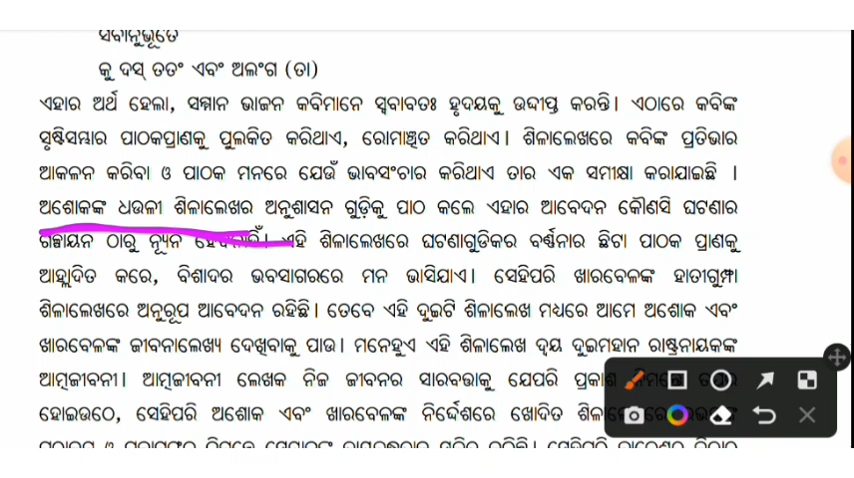 ସର୍ବାନୁଭୂତେ
କୁ ଦସ୍ ତତଂ ଏବଂ ଅଲଂଗ (ତା)
ଏହାର ଅର୍ଥ ହେଲା, ସମ୍ମାନ ଭାଜନ କବିମାନେ ସ୍ୱବାବତଃ ହୃଦୟକୁ ଉଦ୍ଦୀପ୍ତ କରନ୍ତି। ଏଠାରେ କବିଙ୍କ
ସୃଷ୍ଟିସମ୍ଭାର ପାଠକପ୍ରାଣକୁ ପୁଲକିତ କରିଥାଏ, ରୋମାଞ୍ଚିତ କରିଥାଏ। ଶିଳାଲେଖରେ କବିଙ୍କ ପ୍ରତିଭାର
ଆକଳନ କରିବା ଓ ପାଠକ ମନରେ ଯେଉଁ ଭାବସଂଚାର କରିଥାଏ ତାର ଏକ ସମୀକ୍ଷା କରାଯାଇଛି ।
ଅଶୋକଙ୍କ ଧଉଳୀ ଶିଳାଲେଖର ଅନୁଶାସନ ଗୁଡ଼ିକୁ ପାଠ କଲେ ଏହାର ଆବେଦନ କୌଣସି ଘଟଣାର
ଗଛାୟନ ଠାରୁ ନ୍ୟୂନ ହେବନାହିଁ। ଏହି ଶିଳାଲେଖରେ ଘଟଣାଗୁଡିକର ବର୍ଣ୍ଣନାର ଛିଟା ପାଠକ ପ୍ରାଣକୁ
ଆହ୍ଲାଦିତ କରେ, ବିଶାଦର ଭବସାଗରରେ ମନ ଭାସିଯାଏ। ସେହିପରି ଖାରବେଳଙ୍କ ହାତୀଗୁମ୍ଫା
ଶିଳାଲେଖରେ ଅନୁରୂପ ଆବେଦନ ରହିଛି। ତେବେ ଏହି ଦୁଇଟି ଶିଳାଲେଖ ମଧ୍ୟରେ ଆମେ ଅଶୋକ ଏବଂ
ଖାରବେଳଙ୍କ ଜୀବନାଲେଖ୍ୟ ଦେଖିବାକୁ ପାଉ। ମନେହୁଏ ଏହି ଶିଳାଲେଖ ଦ୍ୱୟ ଦୁଇମହାନ ରାଷ୍ଟ୍ରନାୟକଙ୍କ
ଆତ୍ମଜୀବନୀ। ଆତ୍ମଜୀବନୀ ଲେଖକ ନିଜ ଜୀବନର ସାରବତ୍ତାକୁ ଯେପରି ପ୍ରକାଶ
ହୋଇଉଠେ, ସେହିପରି ଅଶୋକ ଏବଂ ଖାରବେଳଙ୍କ ନିର୍ଦ୍ଦେଶରେ ଖୋଦିତ